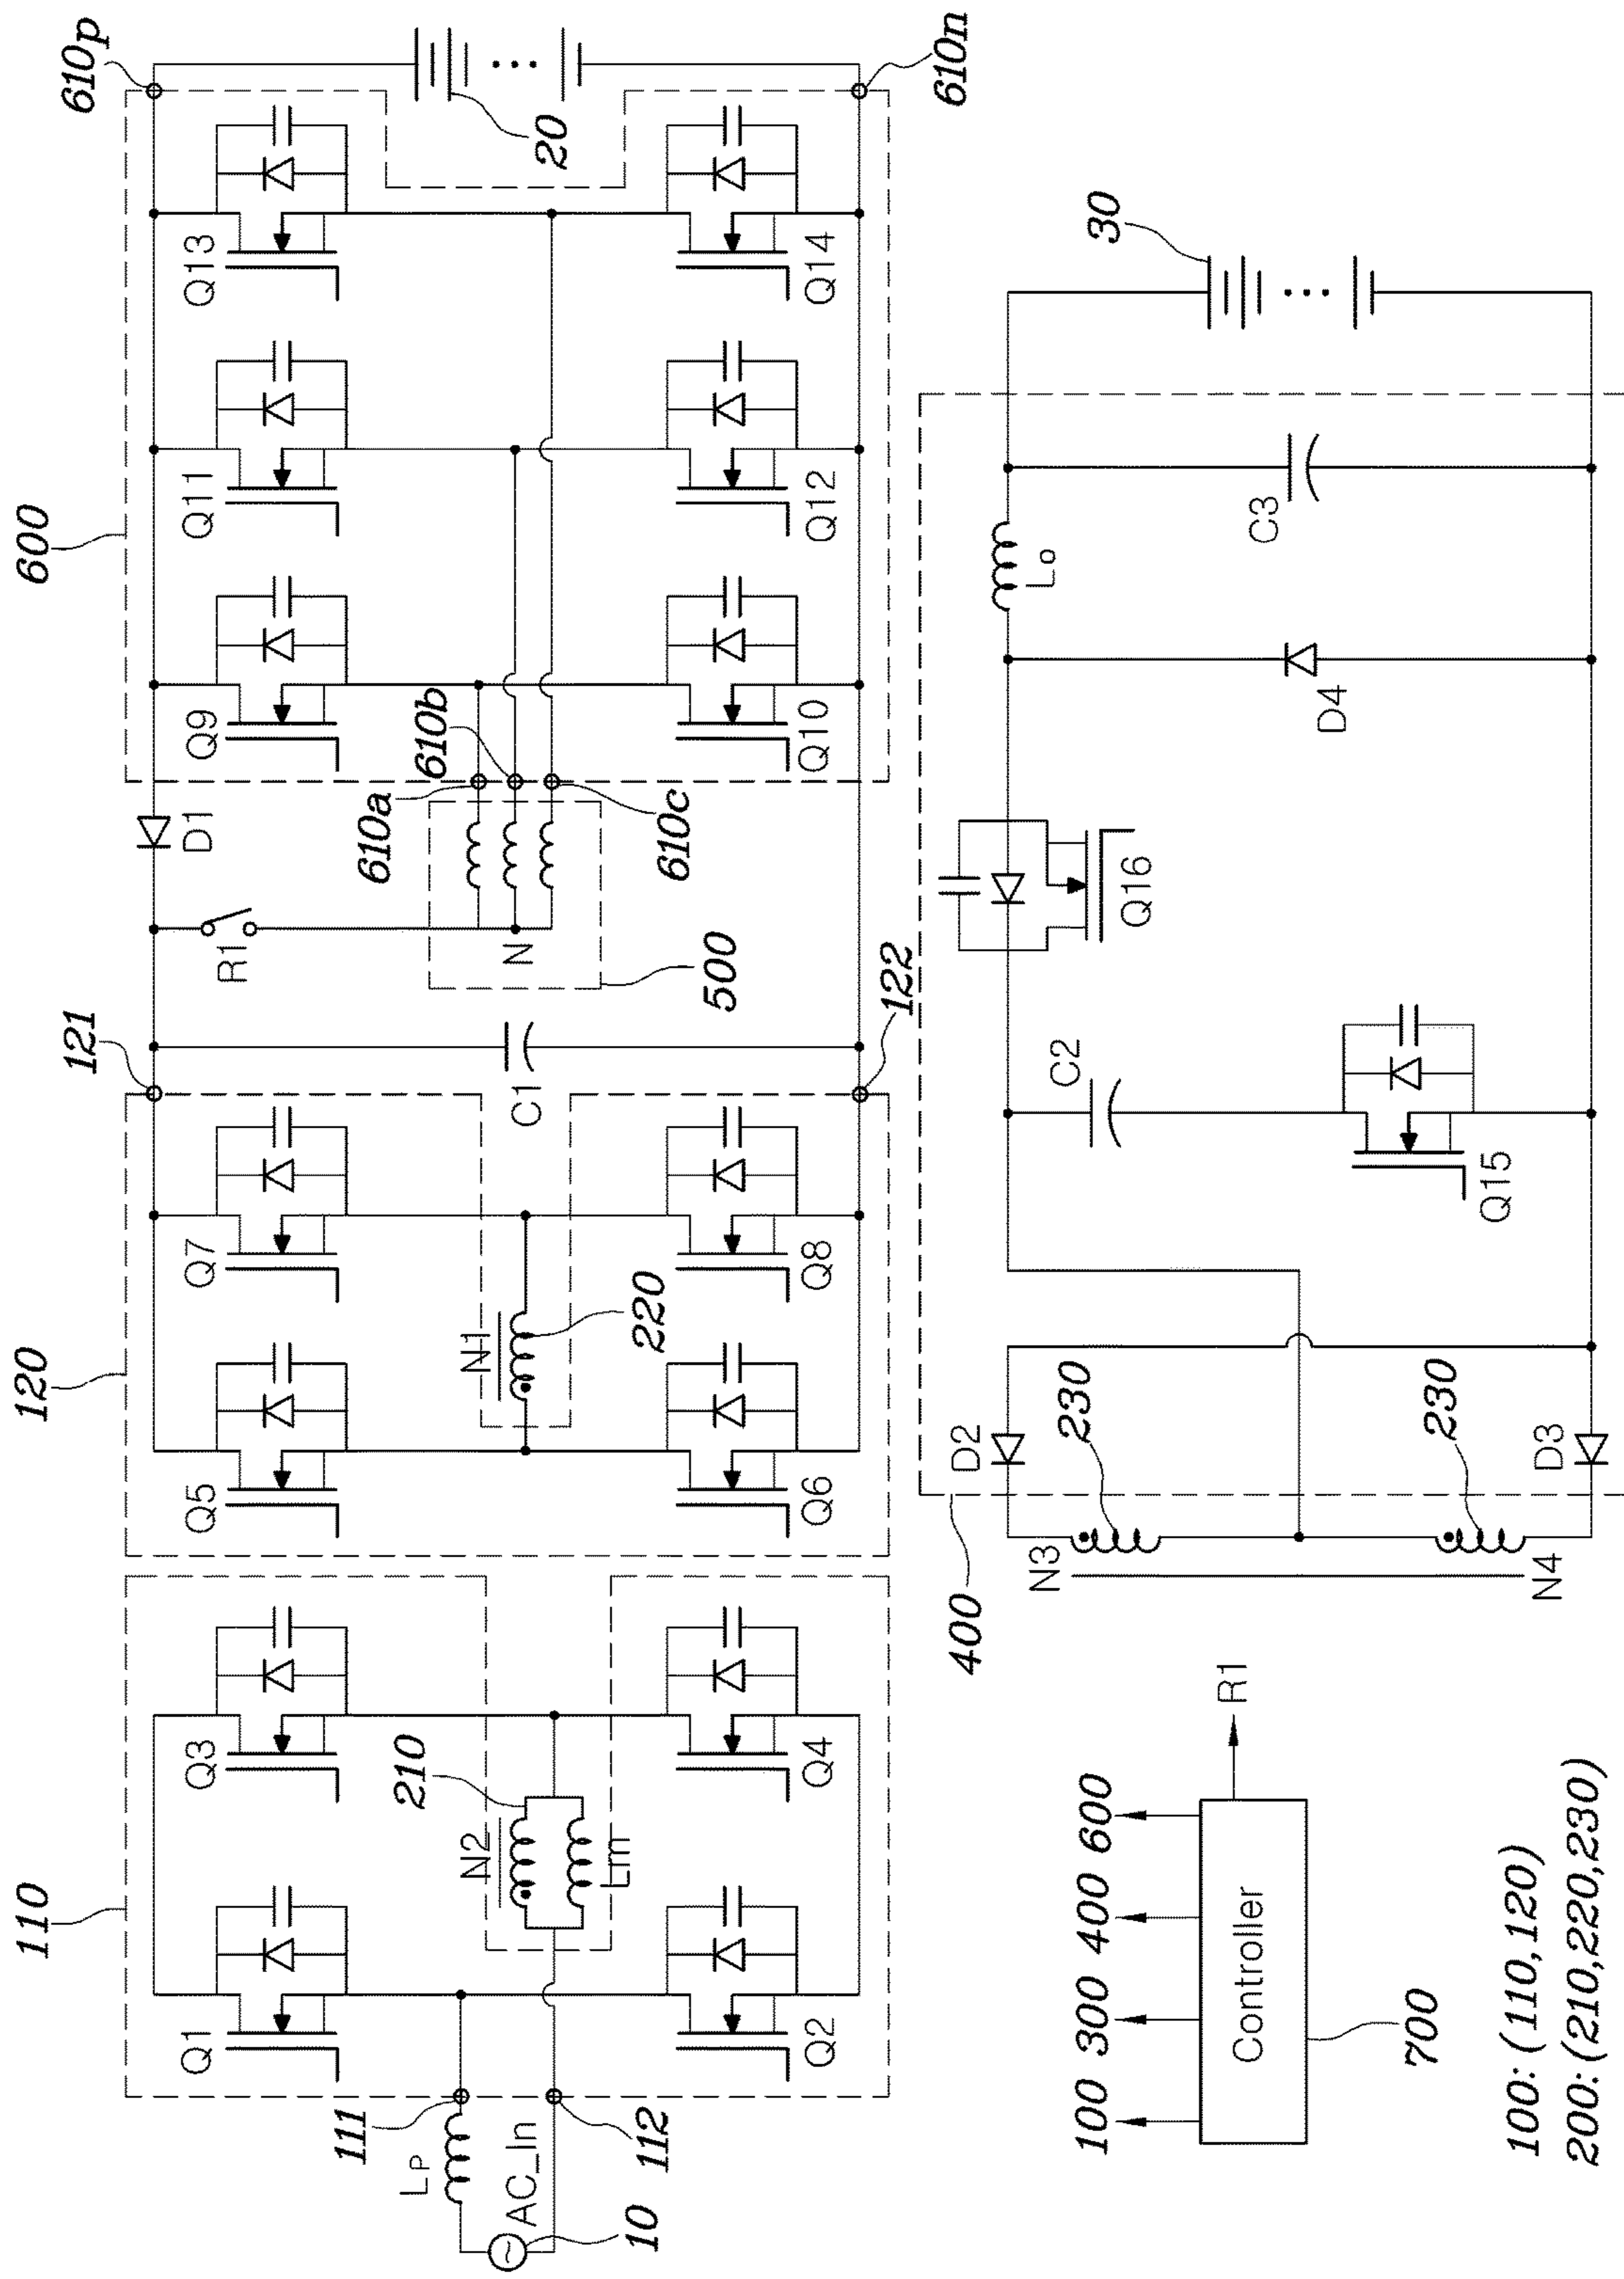 110
120
600
121
610p
Q1
Q3
Q5
Q7
R1
D1
Q9
Q11
Q13
20
111
LP
AC_In
112
10
N2
210
Lm
N1
220
C1
N
500
610a
610b
610c
Q2
Q4
Q6
Q8
122
Q10
Q12
Q14
610n
400
D2
N3
230
230
N4
D3
C2
Q15
Q16
D4
Lo
C3
30
100 300 400 600
R1
Controller
700
100: (110,120)
200: (210,220,230)